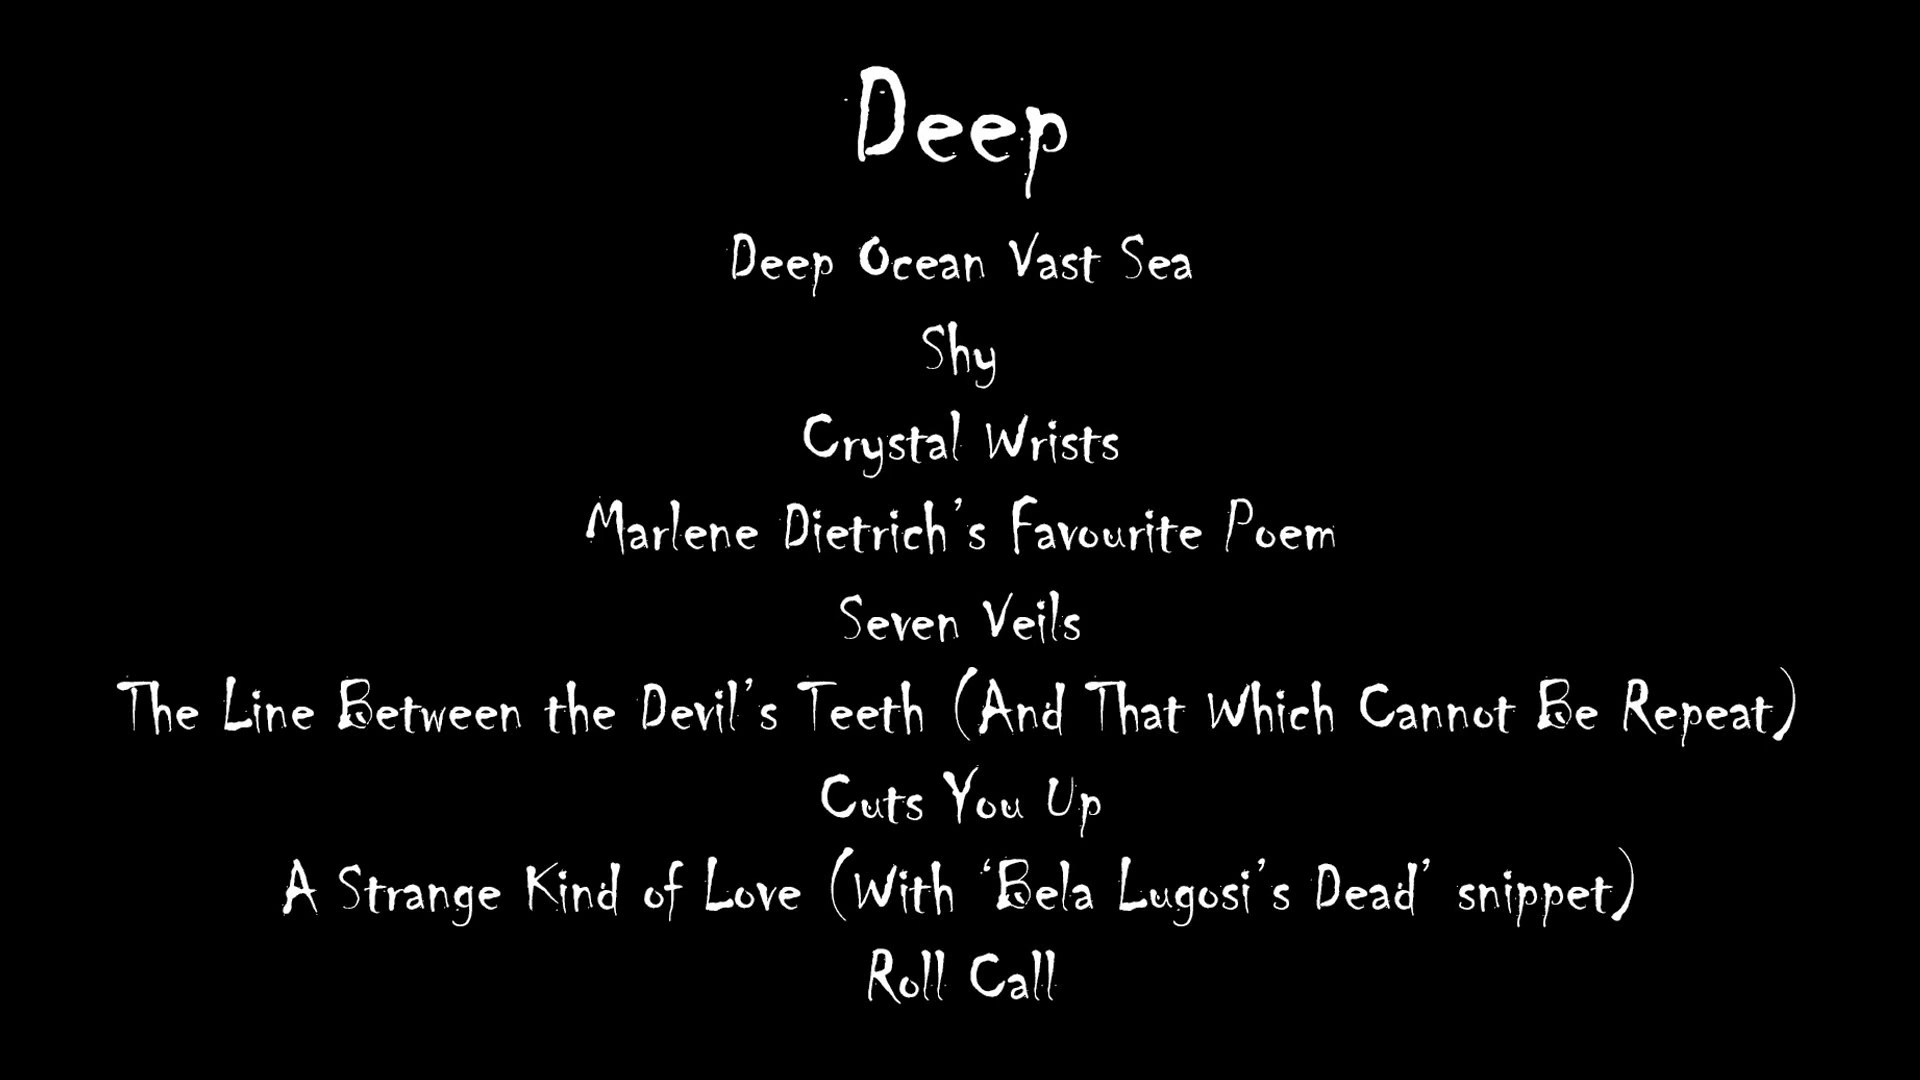 Deep
Deep Ocean Vast Sea
Shy
Crystal Wrists
Marlene Dietrich’s Favourite Poem
Seven Veils
The Line Between the Devil’s Teeth (And That Which Cannot Be Repeat)
Cuts You Up
A Strange Kind of Love (With ‘Bela Lugosi’s Dead’ snippet)
Roll Call